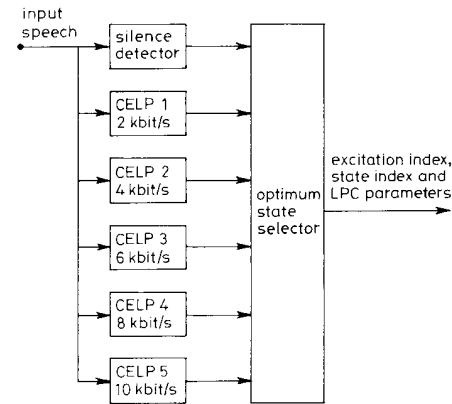 input
speech
silence
detector
CELP 1
2 kbit/s
CELP 2
4 kbit/s
CELP 3
6 kbit/s
CELP 4
8 kbit/s
CELP 5
10 kbit/s
optimum
state
selector
excitation index,
state index and
LPC parameters